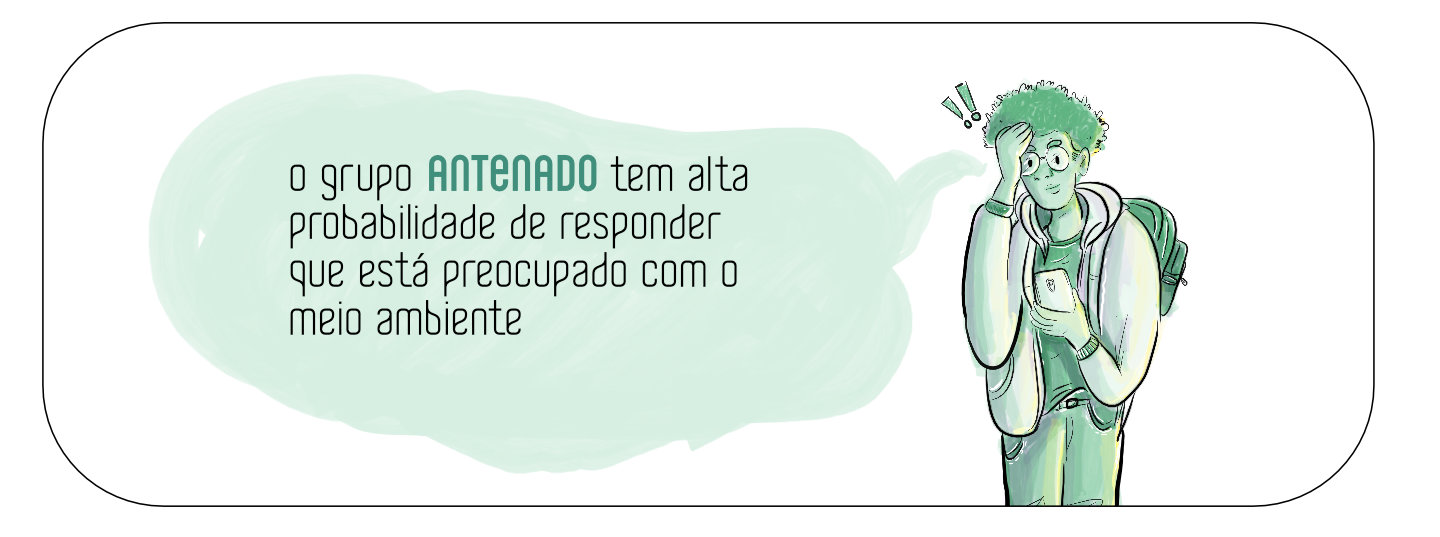 o grupo ANTENADO tem alta
probabilidade de responder
que está preocupado com o
meio ambiente